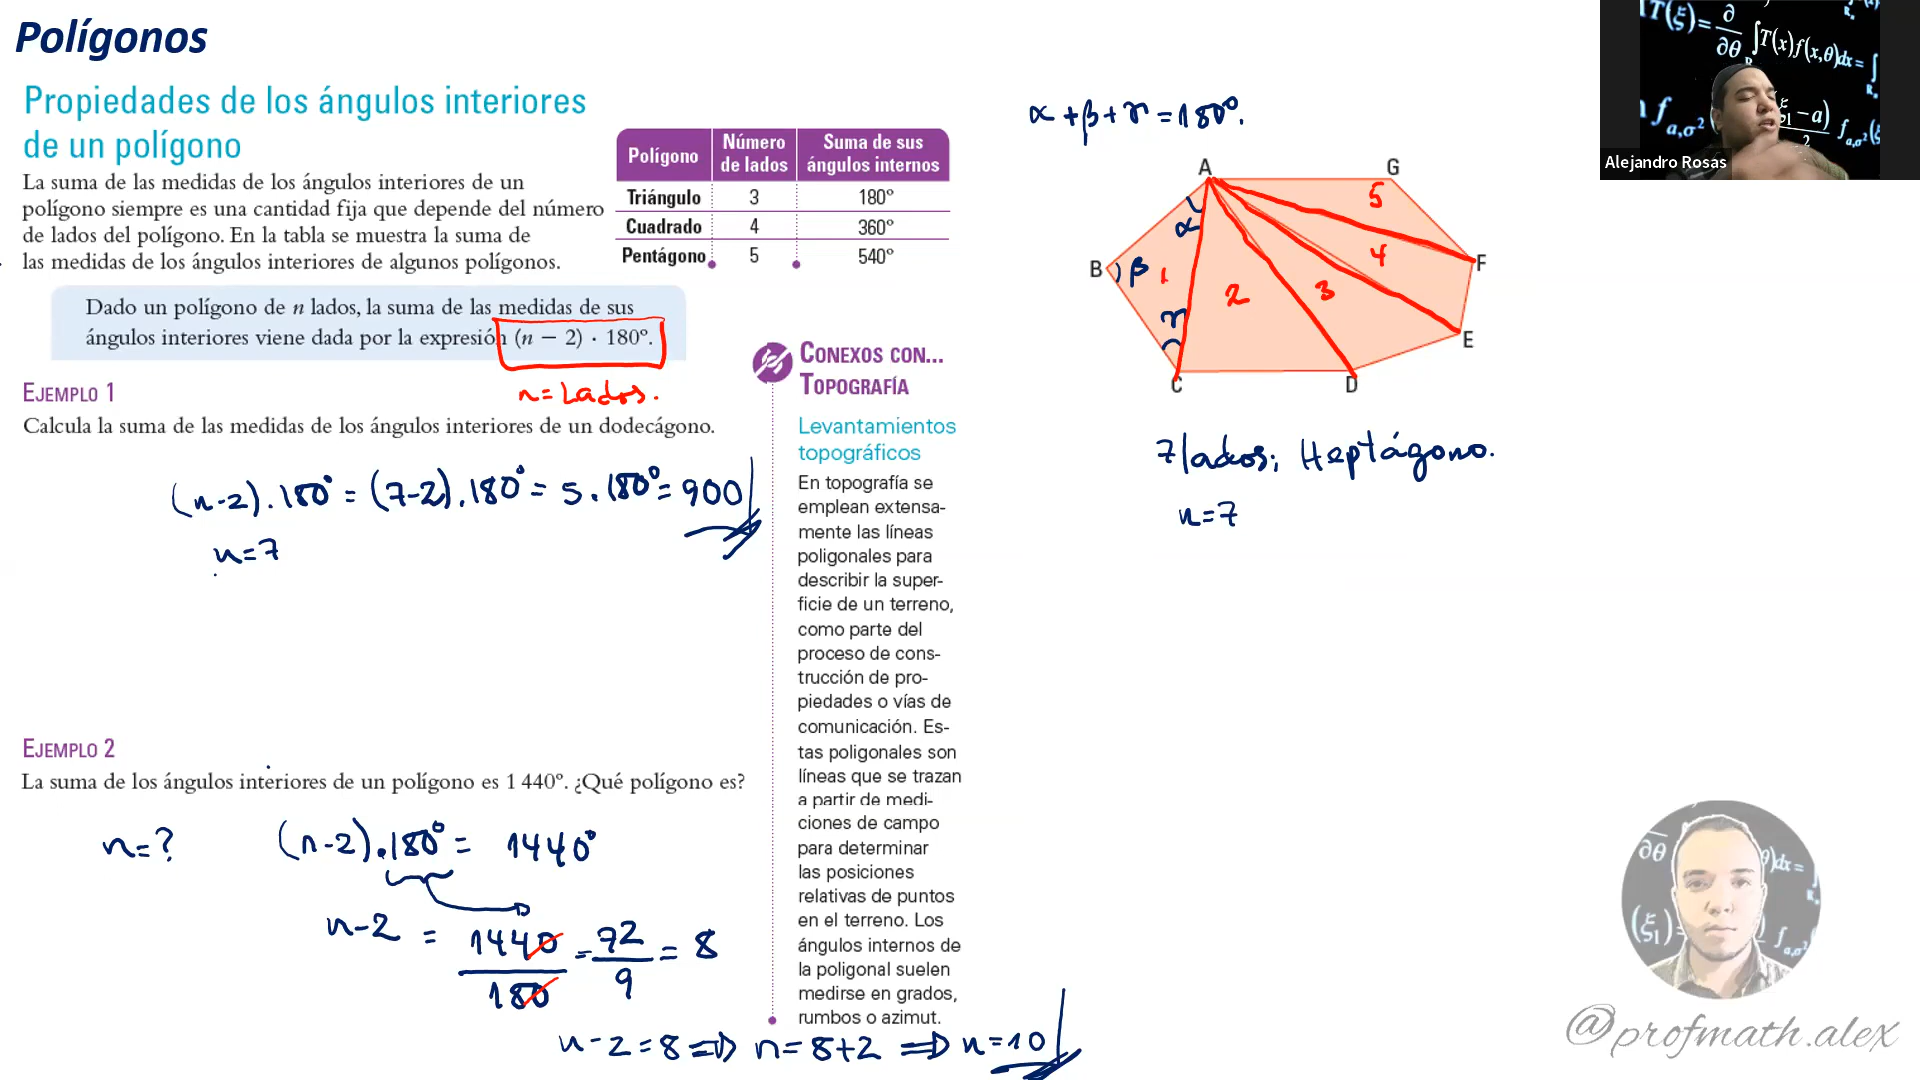 Polígonos
Propiedades de los ángulos interiores
de un polígono
La suma de las medidas de los ángulos interiores de un
polígono siempre es una cantidad fija que depende del número
de lados del polígono. En la tabla se muestra la suma de
las medidas de los ángulos interiores de algunos polígonos.
Polígono Número de lados Suma de sus ángulos internos
Triángulo 3 180°
Cuadrado 4 360°
Pentágono 5 540°
Dado un polígono de n lados, la suma de las medidas de sus
ángulos interiores viene dada por la expresión (n − 2) · 180°.
n = Lados.
EJEMPLO 1
Calcula la suma de las medidas de los ángulos interiores de un dodecágono.
(n-2).180° = (7-2).180° = 5.180° = 900
n=7
EJEMPLO 2
La suma de los ángulos interiores de un polígono es 1 440°. ¿Qué polígono es?
n=?
(n-2).180° = 1440°
n-2 = 1440/180 = 72/9 = 8
n-2=8 ⇒ n=8+2 ⇒ n=10
CONEXOS CON...
TOPOGRAFÍA
Levantamientos
topográficos
En topografía se
emplean extensa-
mente las líneas
poligonales para
describir la super-
ficie de un terreno,
como parte del
proceso de cons-
trucción de pro-
piedades o vías de
comunicación. Es-
tas poligonales son
líneas que se trazan
a partir de medi-
ciones de campo
para determinar
las posiciones
relativas de puntos
en el terreno. Los
ángulos internos de
la poligonal suelen
medirse en grados,
rumbos o azimut.
α+β+γ=180°.
A
G
B
F
E
C
D
α
β
γ
1
2
3
4
5
7 lados; Heptágono.
n=7
Alejandro Rosas
@profmath.alex